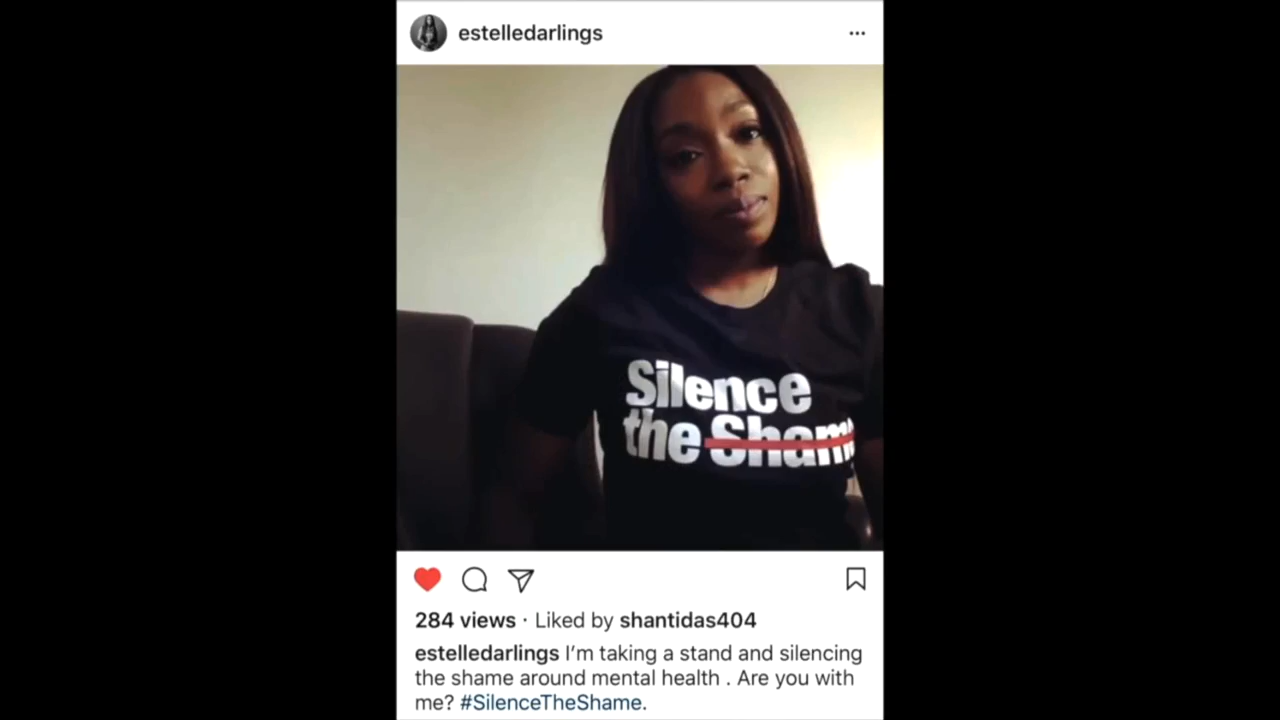 estelledarlings
Silence
the Shame
284 views · Liked by shantidas404
estelledarlings I'm taking a stand and silencing
the shame around mental health . Are you with
me? #SilenceTheShame.